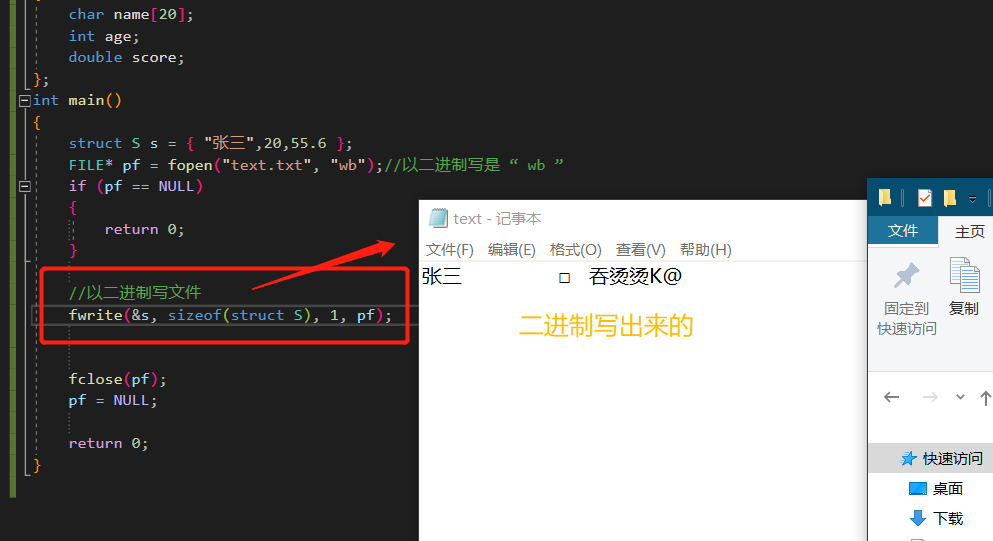 char name[20];
int age;
double score;
};
int main()
{
struct S s = { "张三",20,55.6 };
FILE* pf = fopen("text.txt", "wb");//以二进制写是 “ wb ”
if (pf == NULL)
{
return 0;
}
//以二进制写文件
fwrite(&s, sizeof(struct S), 1, pf);
fclose(pf);
pf = NULL;
return 0;
}
text - 记事本
文件(F) 编辑(E) 格式(O) 查看(V) 帮助(H)
张三 □ 吞烫烫K@
二进制写出来的
文件 主页
固定到
快速访问
复制
快速访问
桌面
下载